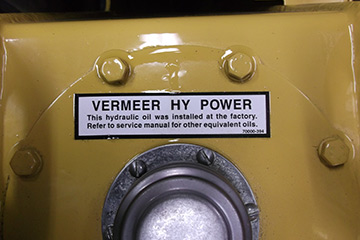 VERMEER HY POWER
This hydraulic oil was installed at the factory.
Refer to service manual for other equivalent oils.
70000-394